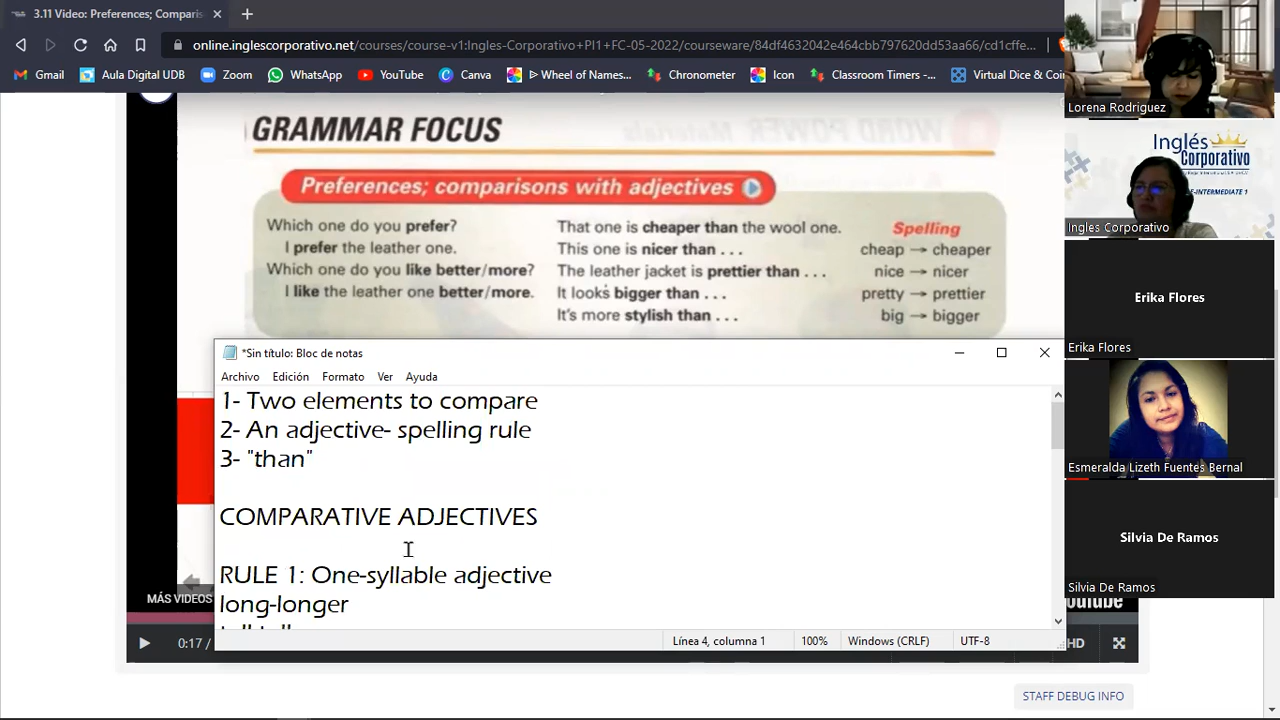 3.11 Video: Preferences; Comparis
online.inglescorporativo.net/courses/course-v1:Ingles-Corporativo+PI1+FC-05-2022/courseware/84df4632042e464cbb797620dd53aa66/cd1cffe...
Gmail
Aula Digital UDB
Zoom
WhatsApp
YouTube
Canva
ᐅ Wheel of Names...
Chronometer
Icon
Classroom Timers -...
Virtual Dice & Coi
GRAMMAR FOCUS
Preferences; comparisons with adjectives
Which one do you prefer?
I prefer the leather one.
Which one do you like better/more?
I like the leather one better/more.
That one is cheaper than the wool one.
This one is nicer than . . .
The leather jacket is prettier than . . .
It looks bigger than . . .
It's more stylish than . . .
Spelling
cheap → cheaper
nice → nicer
pretty → prettier
big → bigger
*Sin título: Bloc de notas
Archivo Edición Formato Ver Ayuda
1- Two elements to compare
2- An adjective- spelling rule
3- "than"
COMPARATIVE ADJECTIVES
RULE 1: One-syllable adjective
long-longer
Línea 4, columna 1
100%
Windows (CRLF)
UTF-8
MÁS VIDEOS
YouTube
0:17 /
HD
STAFF DEBUG INFO
Lorena Rodriguez
Inglés
Corporativo
E-INTERMEDIATE 1
Ingles Corporativo
Erika Flores
Erika Flores
Esmeralda Lizeth Fuentes Bernal
Silvia De Ramos
Silvia De Ramos